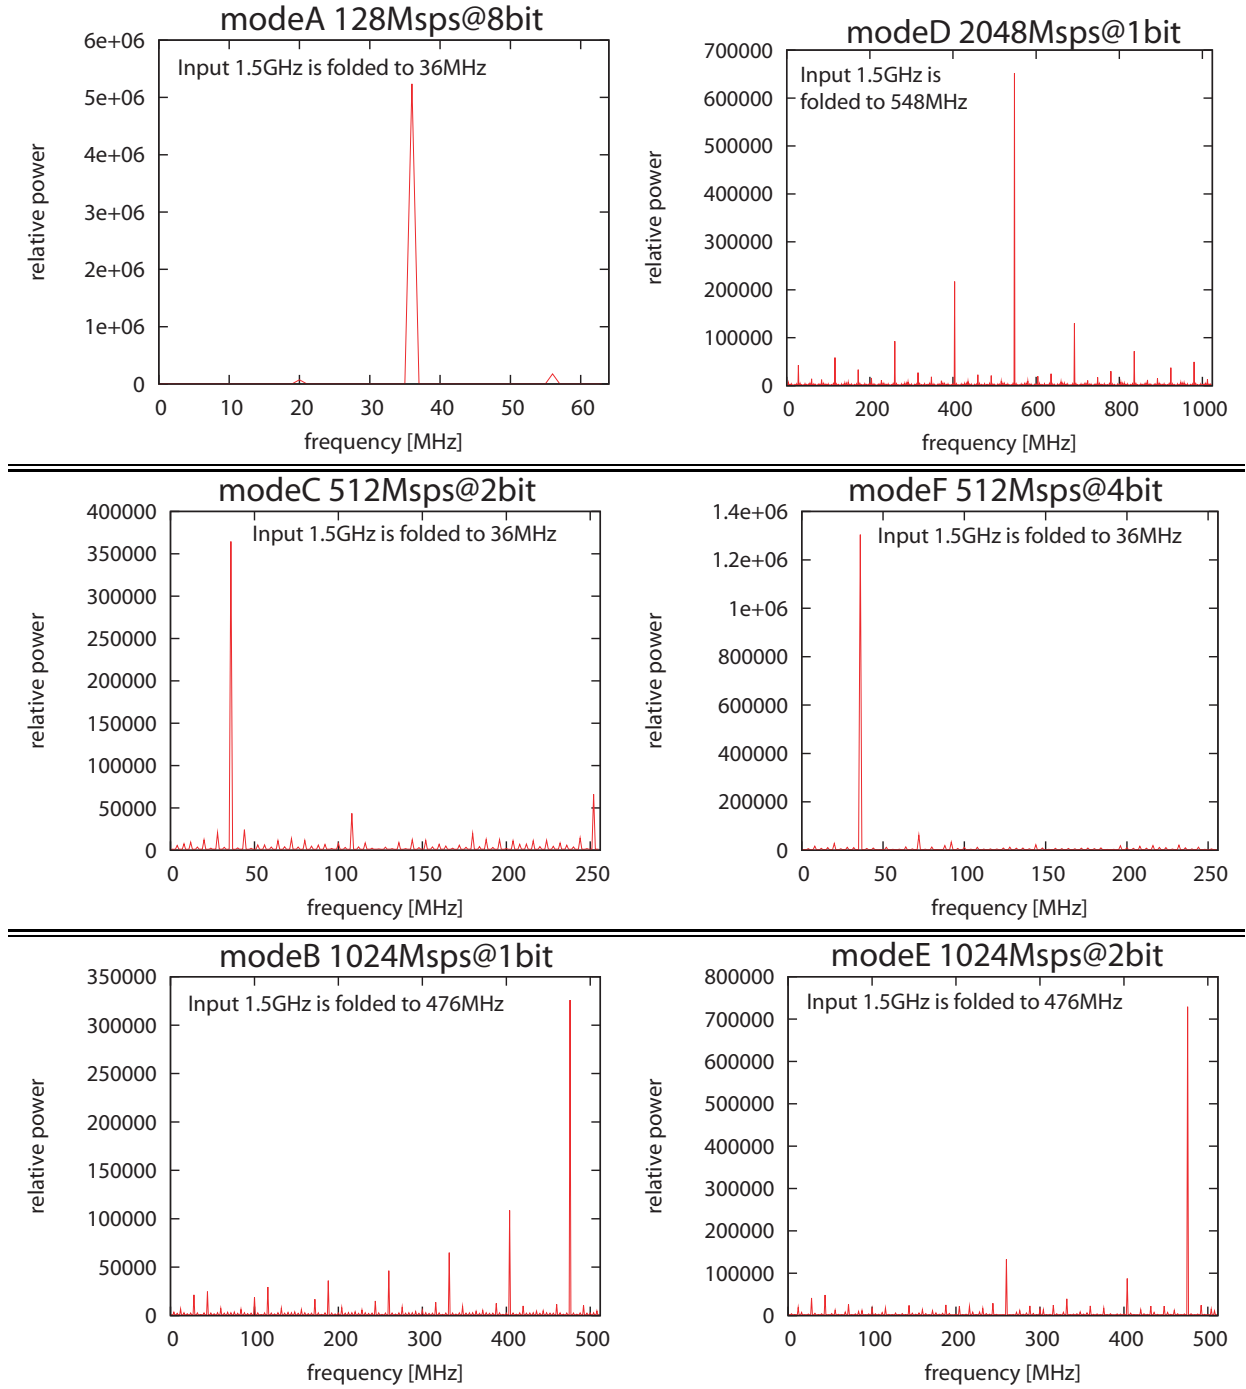 modeA 128Msps@8bit
Input 1.5GHz is folded to 36MHz
relative power
6e+06
5e+06
4e+06
3e+06
2e+06
1e+06
0
0 10 20 30 40 50 60
frequency [MHz]
modeD 2048Msps@1bit
Input 1.5GHz is
folded to 548MHz
relative power
700000
600000
500000
400000
300000
200000
100000
0
0 200 400 600 800 1000
frequency [MHz]
modeC 512Msps@2bit
Input 1.5GHz is folded to 36MHz
relative power
400000
350000
300000
250000
200000
150000
100000
50000
0
0 50 100 150 200 250
frequency [MHz]
modeF 512Msps@4bit
Input 1.5GHz is folded to 36MHz
relative power
1.4e+06
1.2e+06
1e+06
800000
600000
400000
200000
0
0 50 100 150 200 250
frequency [MHz]
modeB 1024Msps@1bit
Input 1.5GHz is folded to 476MHz
relative power
350000
300000
250000
200000
150000
100000
50000
0
0 100 200 300 400 500
frequency [MHz]
modeE 1024Msps@2bit
Input 1.5GHz is folded to 476MHz
relative power
800000
700000
600000
500000
400000
300000
200000
100000
0
0 100 200 300 400 500
frequency [MHz]